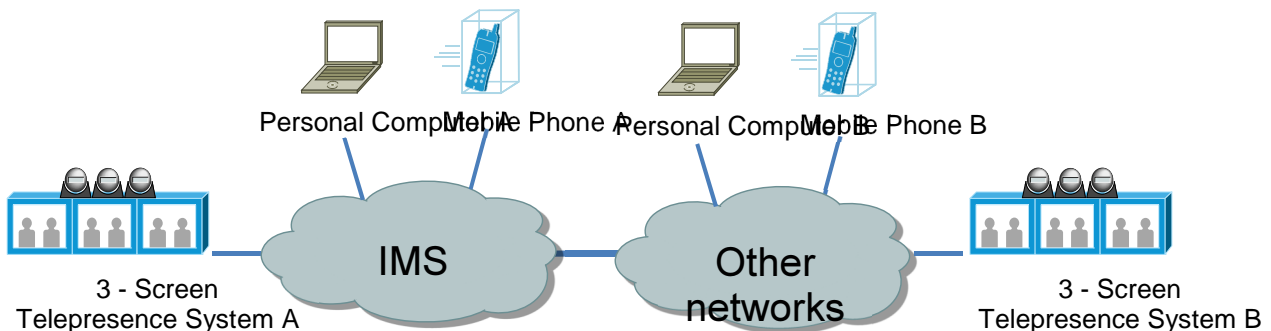 Personal Computer A
Mobile Phone A
Personal Computer B
Mobile Phone B
IMS
Other
networks
3 - Screen
Telepresence System A
3 - Screen
Telepresence System B